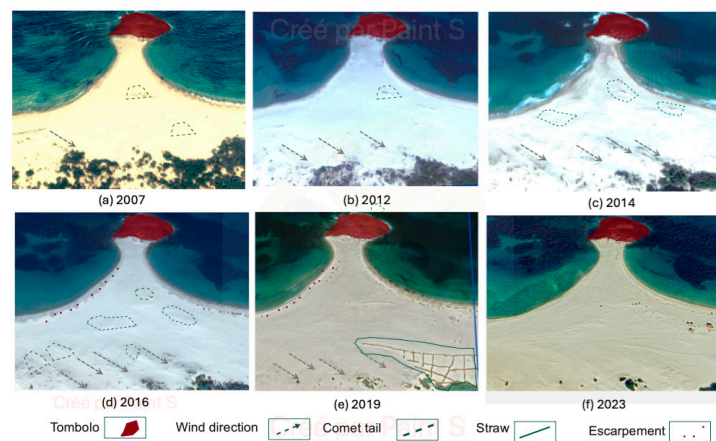 Créé par Paint S
(a) 2007
(b) 2012
(c) 2014
(d) 2016
(e) 2019
(f) 2023
Créé par Paint S
Tombolo
Wind direction
Comet tail
Straw
Escarpement
Créé par Paint S